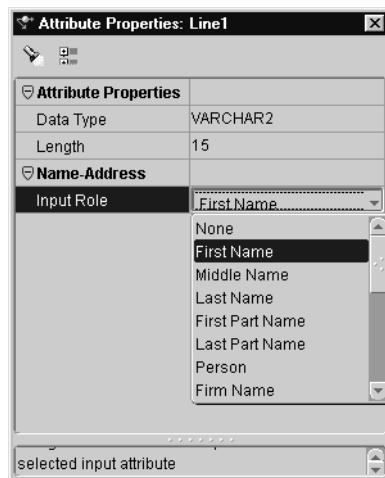 Attribute Properties: Line1
Attribute Properties
Data Type VARCHAR2
Length 15
Name-Address
Input Role First Name
None
First Name
Middle Name
Last Name
First Part Name
Last Part Name
Person
Firm Name
selected input attribute